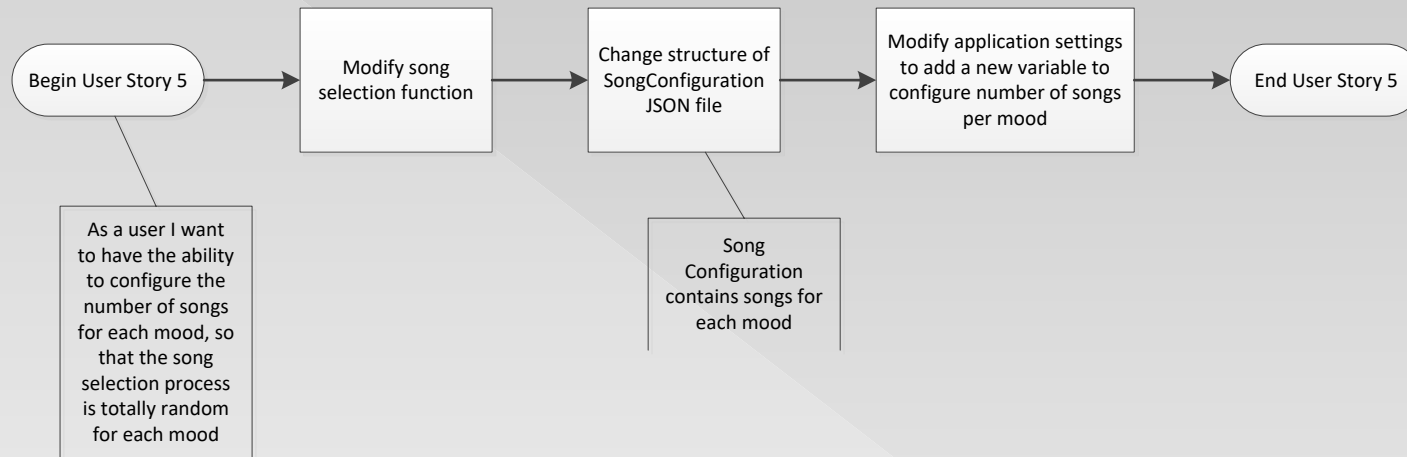 Begin User Story 5
Modify song
selection function
Change structure of
SongConfiguration
JSON file
Modify application settings
to add a new variable to
configure number of songs
per mood
End User Story 5
As a user I want
to have the ability
to configure the
number of songs
for each mood, so
that the song
selection process
is totally random
for each mood
Song
Configuration
contains songs for
each mood